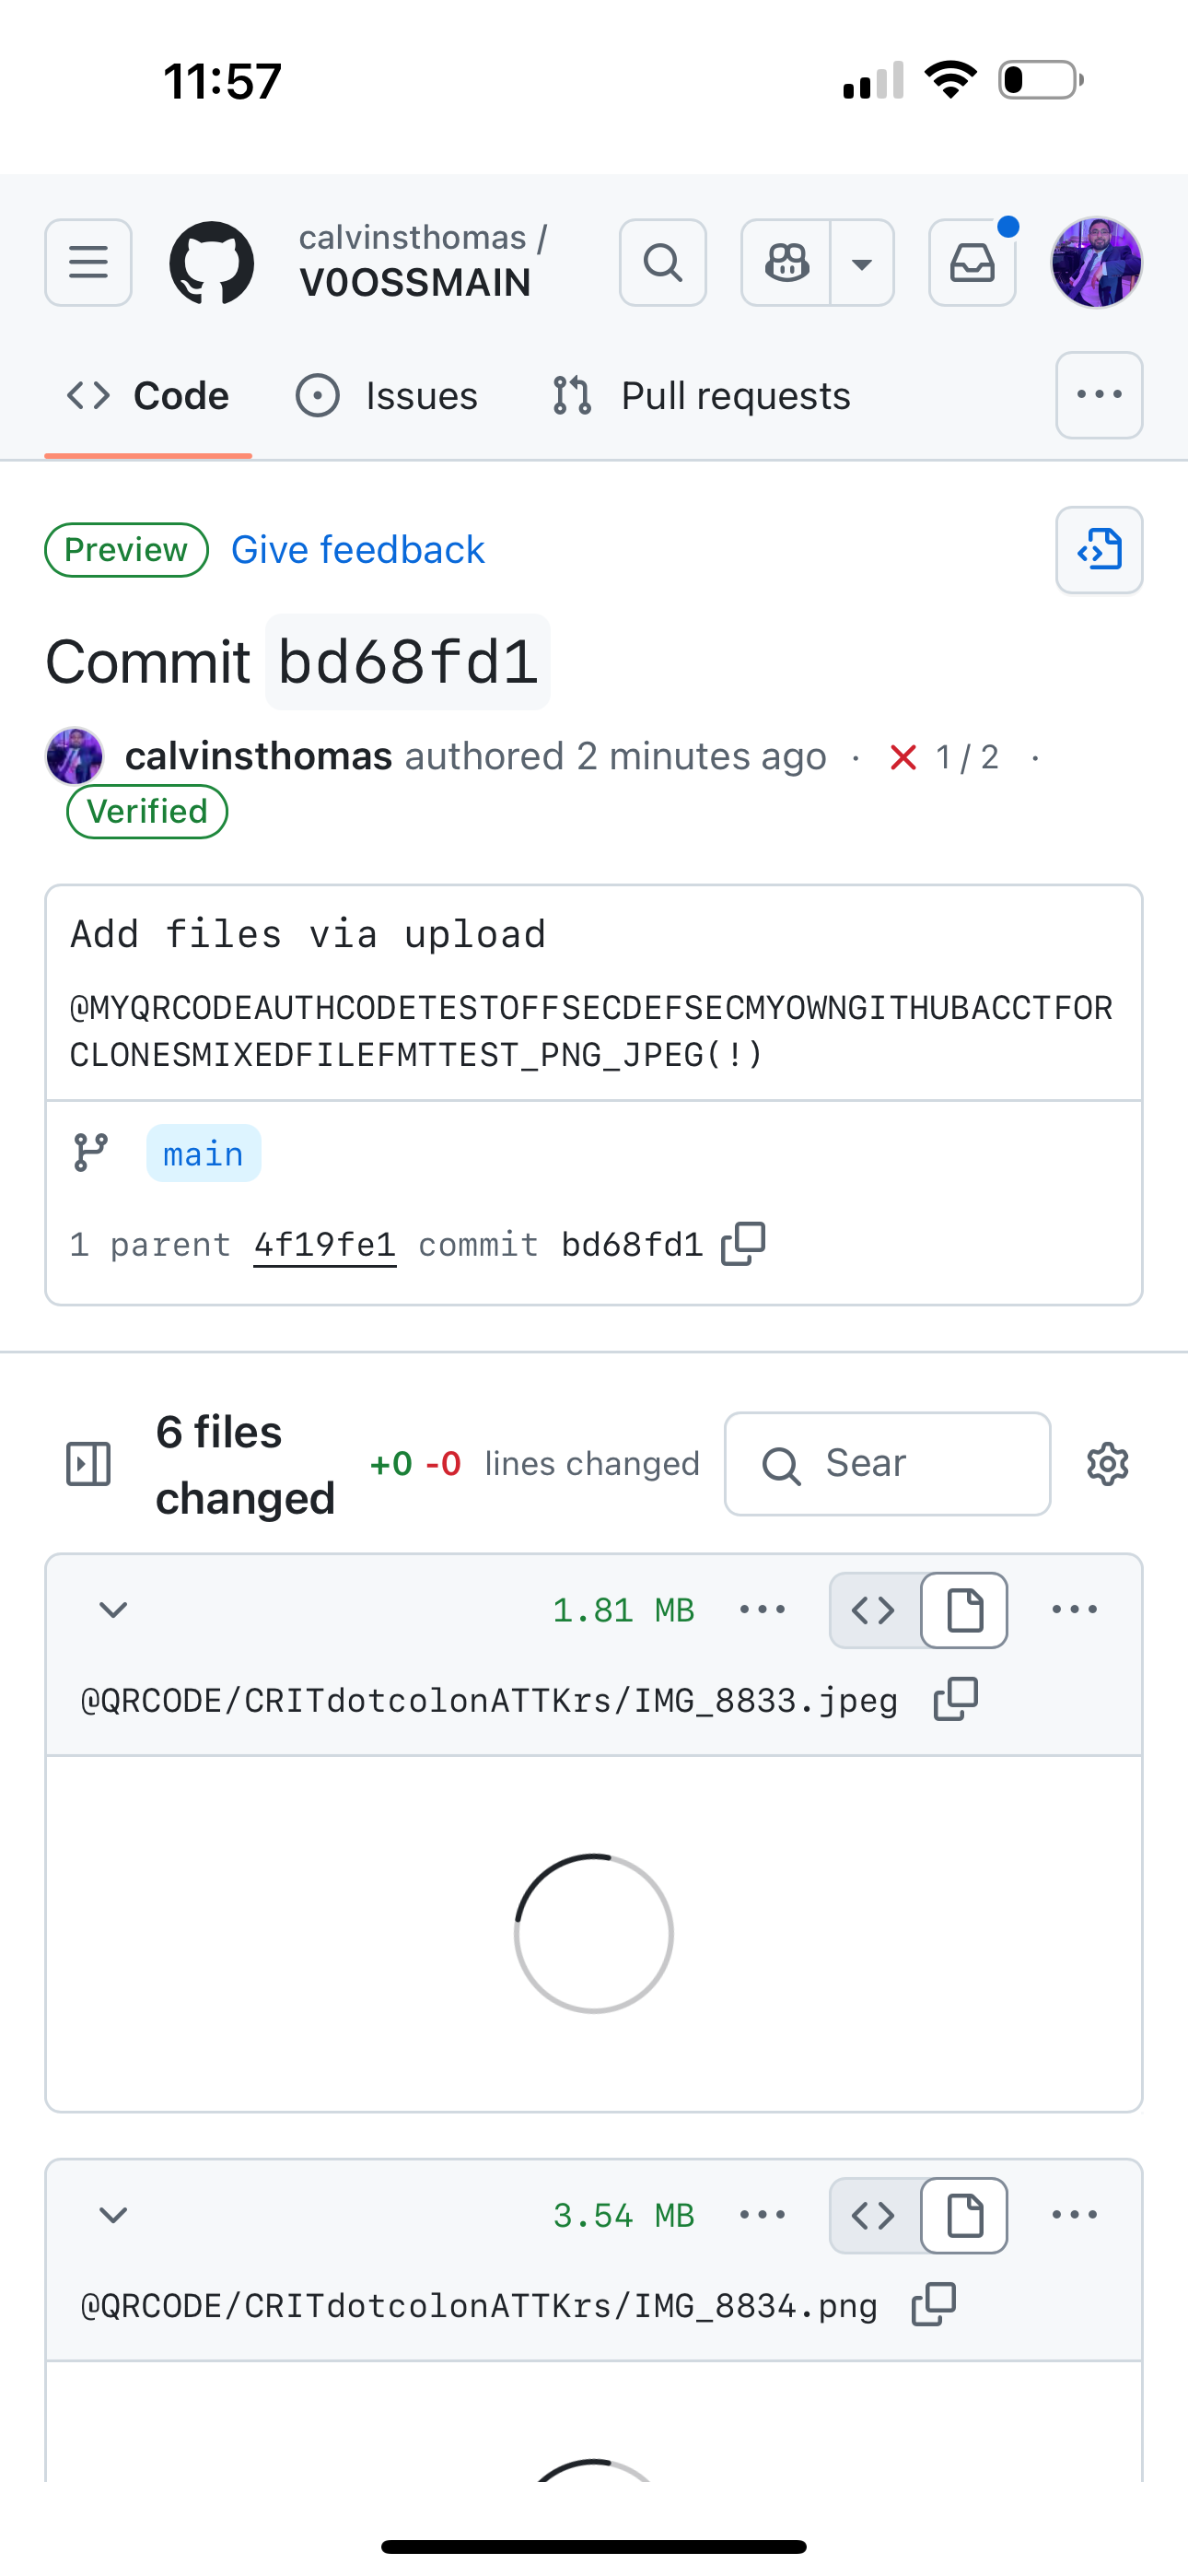 11:57
calvinsthomas /
V0OSSMAIN
Code Issues Pull requests
Preview Give feedback
Commit bd68fd1
calvinsthomas authored 2 minutes ago · 1 / 2 ·
Verified
Add files via upload
@MYQRCODEAUTHCODETESTOFFSECDEFSECMYOWNGITHUBACCTFOR
CLONESMIXEDFILEFMTTEST_PNG_JPEG(!)
main
1 parent 4f19fe1 commit bd68fd1
6 files
changed
+0 -0 lines changed
Sear
1.81 MB
@QRCODE/CRITdotcolonATTKrs/IMG_8833.jpeg
3.54 MB
@QRCODE/CRITdotcolonATTKrs/IMG_8834.png